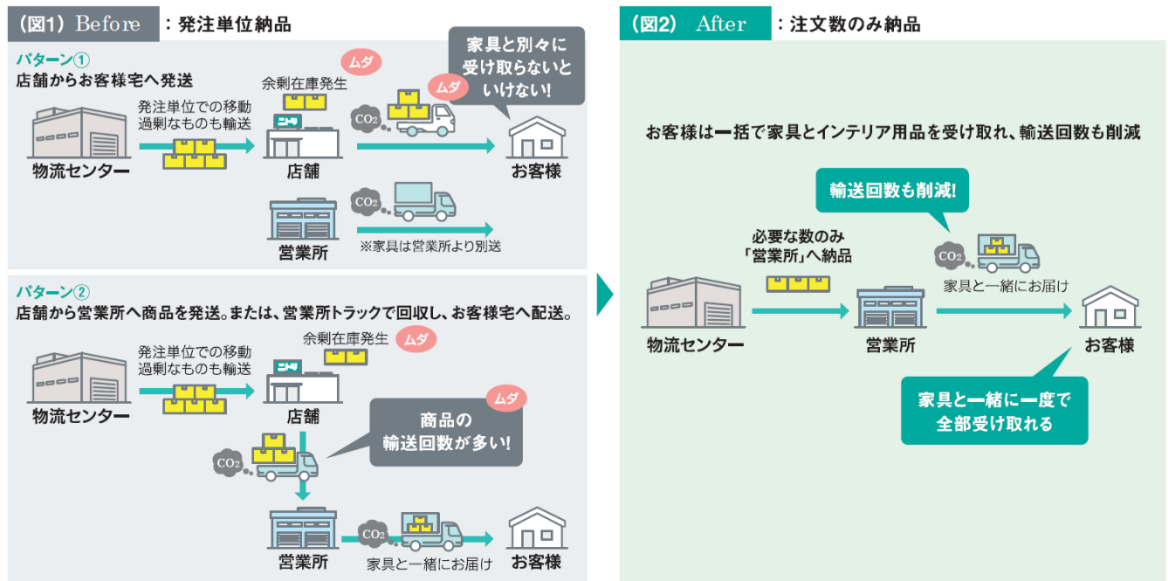 (図1) Before:発注単位納品
パターン①
店舗からお客様宅へ発送
ムダ
余剰在庫発生
家具と別々に
受け取らないと
いけない!
ムダ
発注単位での移動
過剰なものも輸送
ニトリ
CO2
物流センター
店舗
お客様
CO2
営業所
※家具は営業所より別送
パターン②
店舗から営業所へ商品を発送。または、営業所トラックで回収し、お客様宅へ配送。
余剰在庫発生
ムダ
発注単位での移動
過剰なものも輸送
ニトリ
物流センター
店舗
ムダ
商品の
輸送回数が多い!
CO2
CO2
営業所
家具と一緒にお届け
お客様
(図2) After:注文数のみ納品
お客様は一括で家具とインテリア用品を受け取れ、輸送回数も削減
輸送回数も削減!
必要な数のみ
「営業所」へ納品
CO2
家具と一緒にお届け
物流センター
営業所
お客様
家具と一緒に一度で
全部受け取れる